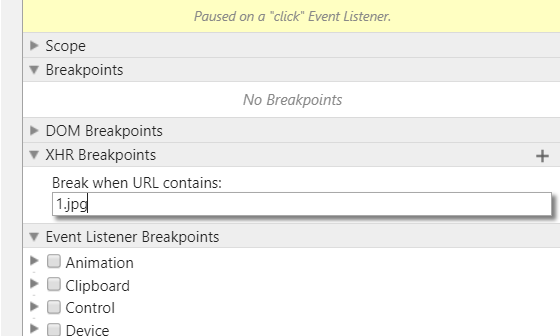 Paused on a "click" Event Listener.
Scope
Breakpoints
No Breakpoints
DOM Breakpoints
XHR Breakpoints
Break when URL contains:
1.jpg
Event Listener Breakpoints
Animation
Clipboard
Control
Device